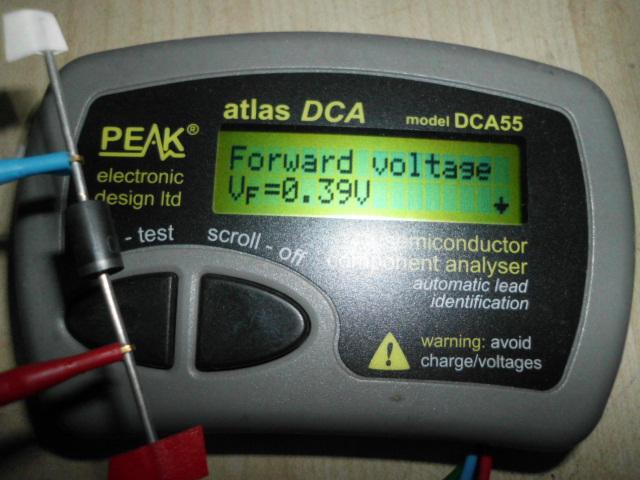 atlas DCA
model DCA55
PEAK®
electronic
design ltd
Forward voltage
VF=0.39V
- test
scroll - off
component analyser
automatic lead
identification
warning: avoid
charge/voltages